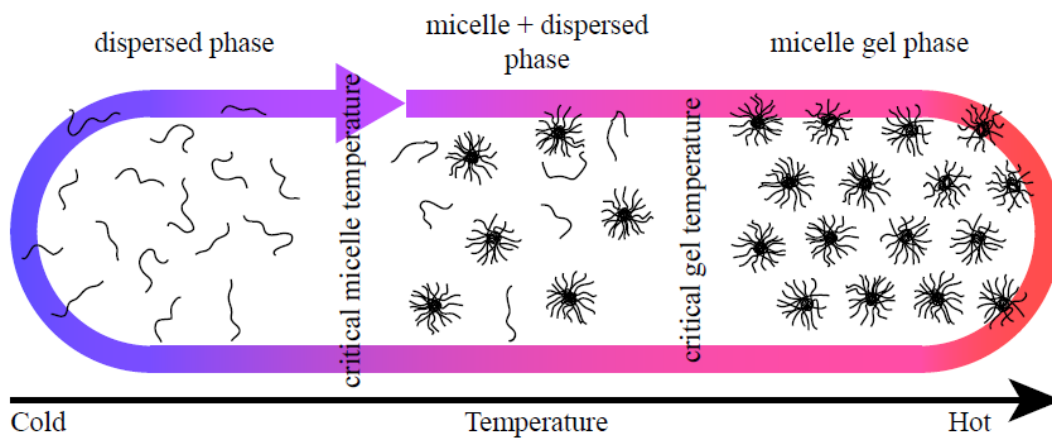 dispersed phase
micelle + dispersed
phase
micelle gel phase
critical micelle temperature
critical gel temperature
Cold
Temperature
Hot